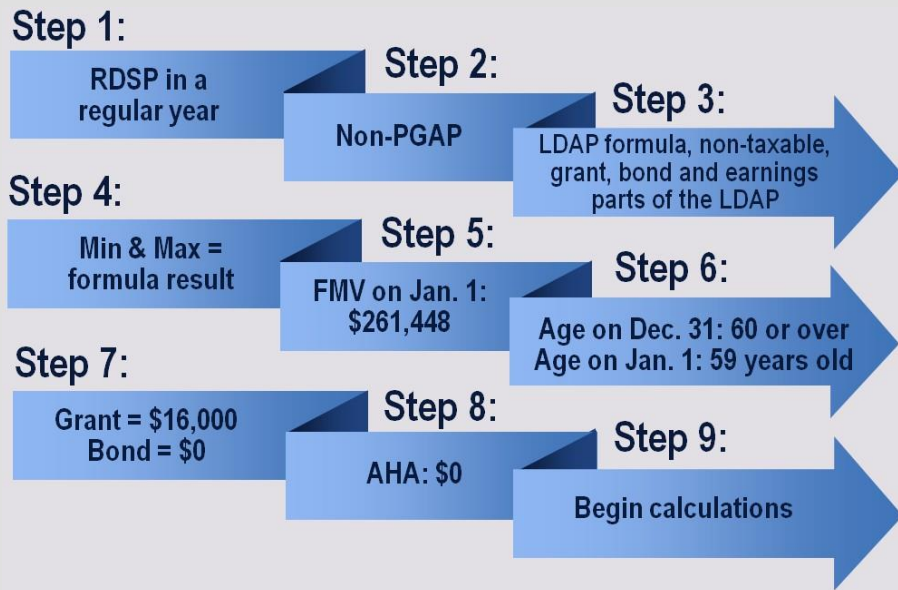 Step 1:
RDSP in a
regular year
Step 2:
Non-PGAP
Step 3:
LDAP formula, non-taxable,
grant, bond and earnings
parts of the LDAP
Step 4:
Min & Max =
formula result
Step 5:
FMV on Jan. 1:
$261,448
Step 6:
Age on Dec. 31: 60 or over
Age on Jan. 1: 59 years old
Step 7:
Grant = $16,000
Bond = $0
Step 8:
AHA: $0
Step 9:
Begin calculations